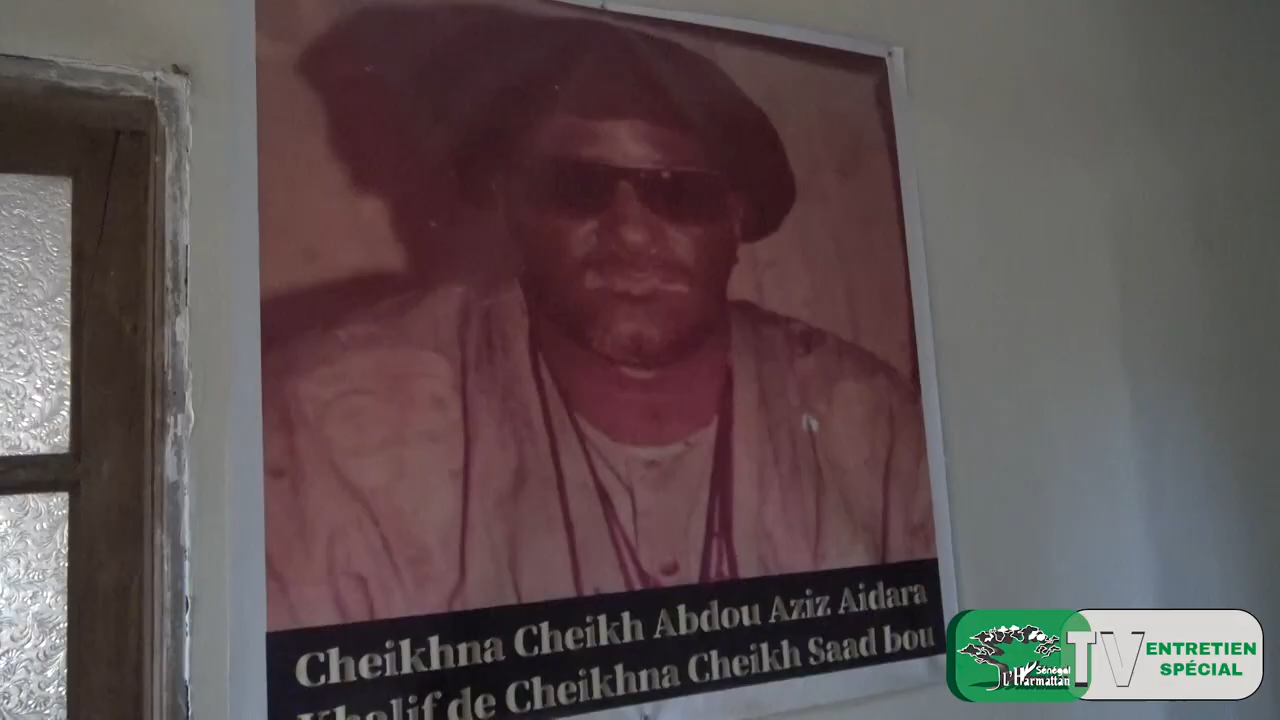 Cheikhna Cheikh Abdou Aziz Aidara
Khalif de Cheikhna Cheikh Saad bou
Sénégal
L'Harmattan
TV
ENTRETIEN
SPÉCIAL